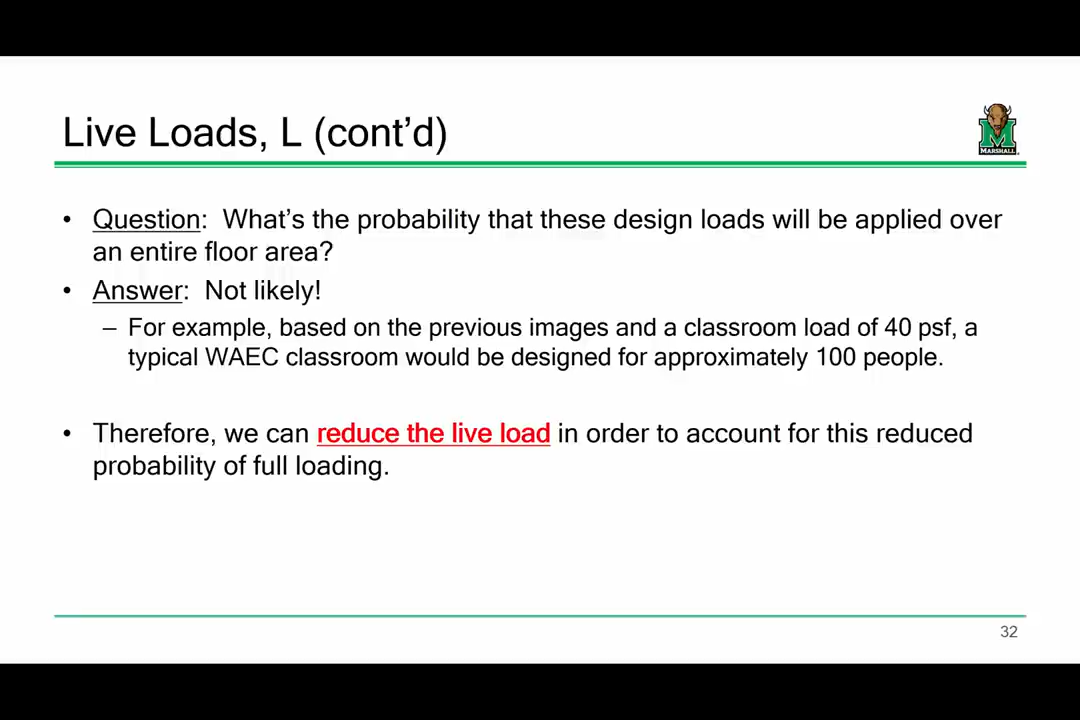 Live Loads, L (cont'd)
MARSHALL
• Question: What's the probability that these design loads will be applied over
an entire floor area?
• Answer: Not likely!
– For example, based on the previous images and a classroom load of 40 psf, a
typical WAEC classroom would be designed for approximately 100 people.
• Therefore, we can reduce the live load in order to account for this reduced
probability of full loading.
32